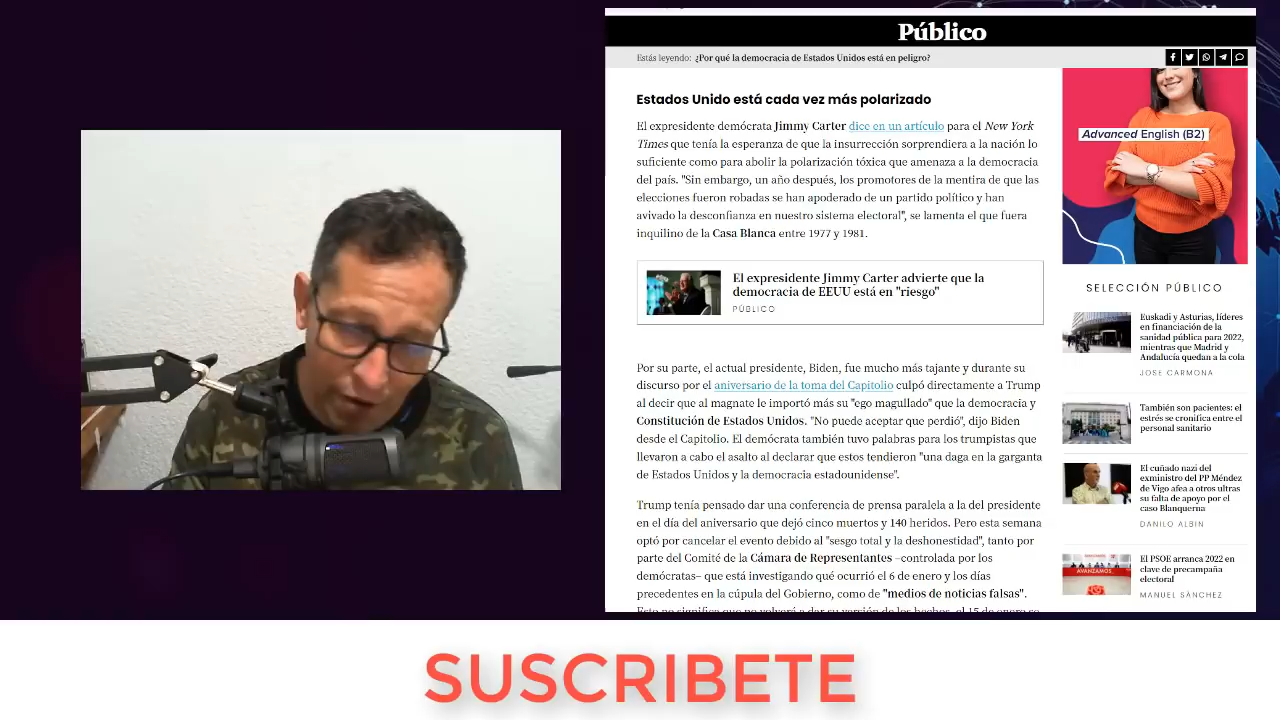 Público
Estás leyendo: ¿Por qué la democracia de Estados Unidos está en peligro?
Estados Unido está cada vez más polarizado
El expresidente demócrata Jimmy Carter dice en un artículo para el New York
Times que tenía la esperanza de que la insurrección sorprendiera a la nación lo
suficiente como para abolir la polarización tóxica que amenaza a la democracia
del país. "Sin embargo, un año después, los promotores de la mentira de que las
elecciones fueron robadas se han apoderado de un partido político y han
avivado la desconfianza en nuestro sistema electoral", se lamenta el que fuera
inquilino de la Casa Blanca entre 1977 y 1981.
El expresidente Jimmy Carter advierte que la
democracia de EEUU está en "riesgo"
PÚBLICO
Por su parte, el actual presidente, Biden, fue mucho más tajante y durante su
discurso por el aniversario de la toma del Capitolio culpó directamente a Trump
al decir que al magnate le importó más su "ego magullado" que la democracia y
Constitución de Estados Unidos. "No puede aceptar que perdió", dijo Biden
desde el Capitolio. El demócrata también tuvo palabras para los trumpistas que
llevaron a cabo el asalto al declarar que estos tendieron "una daga en la garganta
de Estados Unidos y la democracia estadounidense".
Trump tenía pensado dar una conferencia de prensa paralela a la del presidente
en el día del aniversario que dejó cinco muertos y 140 heridos. Pero esta semana
optó por cancelar el evento debido al "sesgo total y la deshonestidad", tanto por
parte del Comité de la Cámara de Representantes –controlada por los
demócratas– que está investigando qué ocurrió el 6 de enero y los días
precedentes en la cúpula del Gobierno, como de "medios de noticias falsas".
Esto no significa que no volverá a dar su versión de los hechos, el 15 de enero se
Advanced English (B2)
SELECCIÓN PÚBLICO
Euskadi y Asturias, líderes
en financiación de la
sanidad pública para 2022,
mientras que Madrid y
Andalucía quedan a la cola
JOSE CARMONA
También son pacientes: el
estrés se cronifica entre el
personal sanitario
El cuñado nazi del
exministro del PP Méndez
de Vigo afea a otros ultras
su falta de apoyo por el
caso Blanquerna
DANILO ALBIN
AVANZAMOS
El PSOE arranca 2022 en
clave de precampaña
electoral
MANUEL SÁNCHEZ
SUSCRIBETE